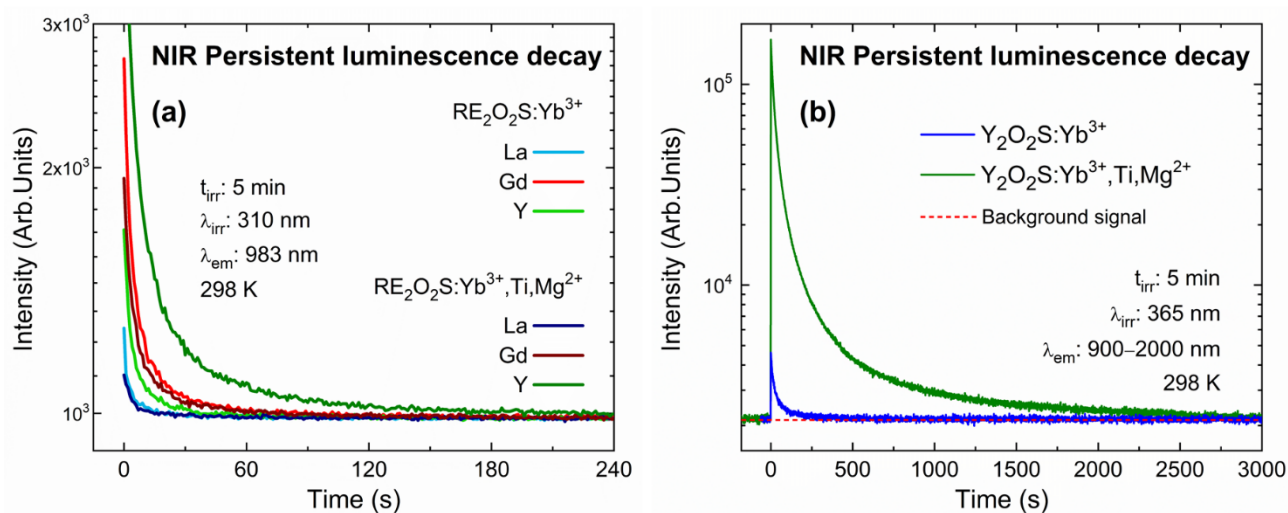 NIR Persistent luminescence decay
(a)
RE₂O₂S:Yb³⁺
La
Gd
Y
t_irr: 5 min
λ_irr: 310 nm
λ_em: 983 nm
298 K
RE₂O₂S:Yb³⁺,Ti,Mg²⁺
La
Gd
Y
3x10³
2x10³
10³
Intensity (Arb.Units)
0 60 120 180 240
Time (s)
NIR Persistent luminescence decay
(b)
Y₂O₂S:Yb³⁺
Y₂O₂S:Yb³⁺,Ti,Mg²⁺
Background signal
t_irr: 5 min
λ_irr: 365 nm
λ_em: 900–2000 nm
298 K
10⁵
10⁴
Intensity (Arb.Units)
0 500 1000 1500 2000 2500 3000
Time (s)